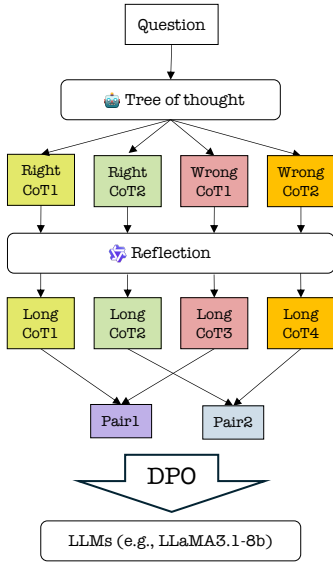 Question
Tree of thought
Right
CoT1
Right
CoT2
Wrong
CoT1
Wrong
CoT2
Reflection
Long
CoT1
Long
CoT2
Long
CoT3
Long
CoT4
Pair1
Pair2
DPO
LLMs (e.g., LLaMA3.1-8b)